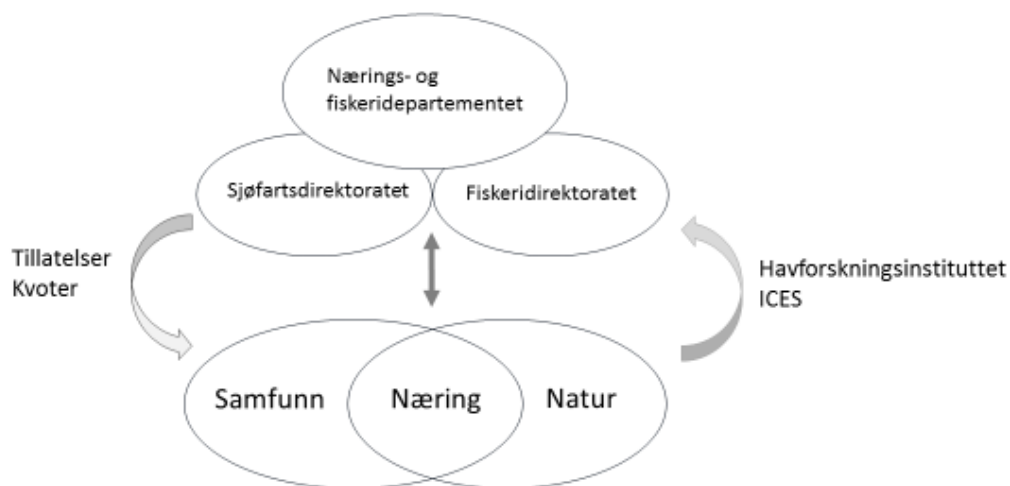 Nærings- og
fiskeridepartementet
Sjøfartsdirektoratet
Fiskeridirektoratet
Tillatelser
Kvoter
Havforskningsinstituttet
ICES
Samfunn
Næring
Natur